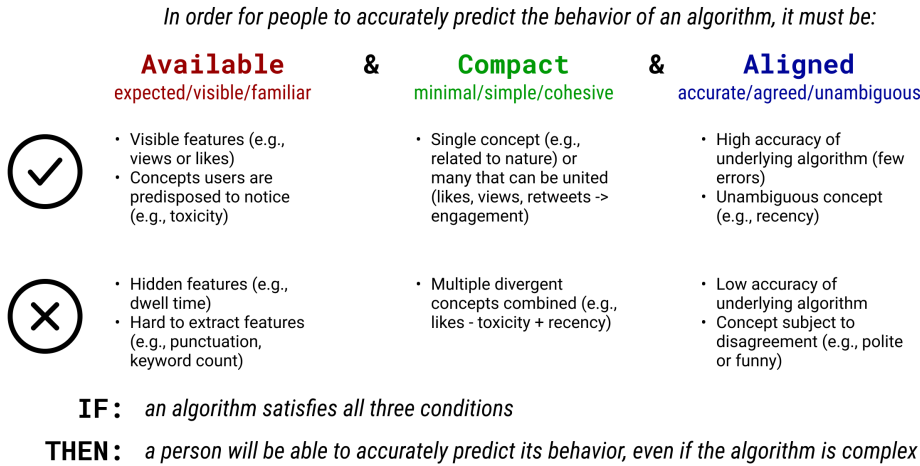 In order for people to accurately predict the behavior of an algorithm, it must be:
Available & Compact & Aligned
expected/visible/familiar
minimal/simple/cohesive
accurate/agreed/unambiguous
• Visible features (e.g.,
views or likes)
• Concepts users are
predisposed to notice
(e.g., toxicity)
• Single concept (e.g.,
related to nature) or
many that can be united
(likes, views, retweets ->
engagement)
• High accuracy of
underlying algorithm (few
errors)
• Unambiguous concept
(e.g., recency)
• Hidden features (e.g.,
dwell time)
• Hard to extract features
(e.g., punctuation,
keyword count)
• Multiple divergent
concepts combined (e.g.,
likes - toxicity + recency)
• Low accuracy of
underlying algorithm
• Concept subject to
disagreement (e.g., polite
or funny)
IF: an algorithm satisfies all three conditions
THEN: a person will be able to accurately predict its behavior, even if the algorithm is complex